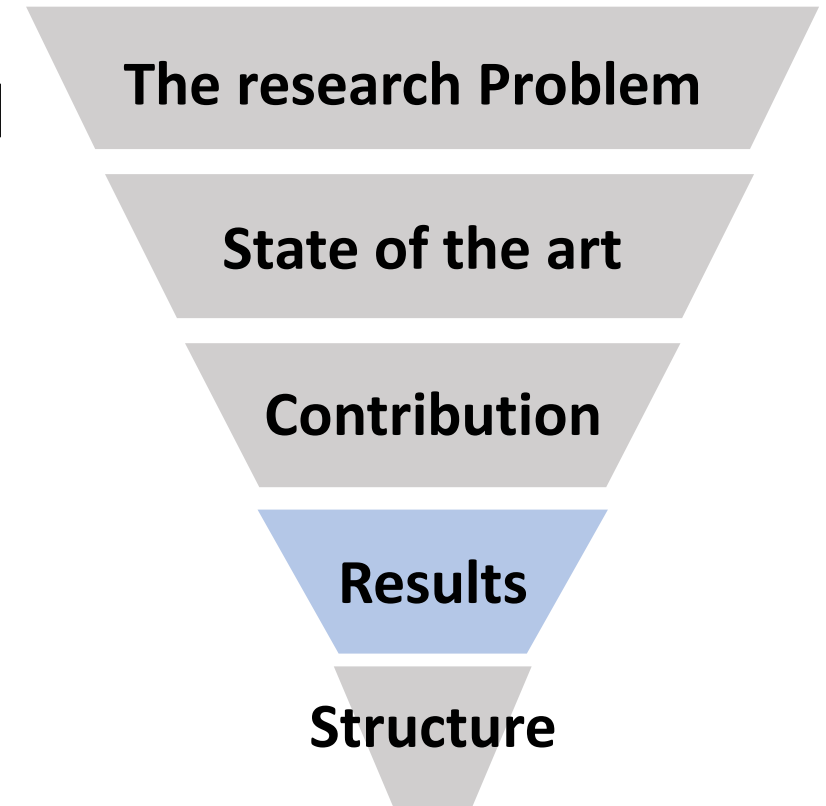 The research Problem
State of the art
Contribution
Results
Structure